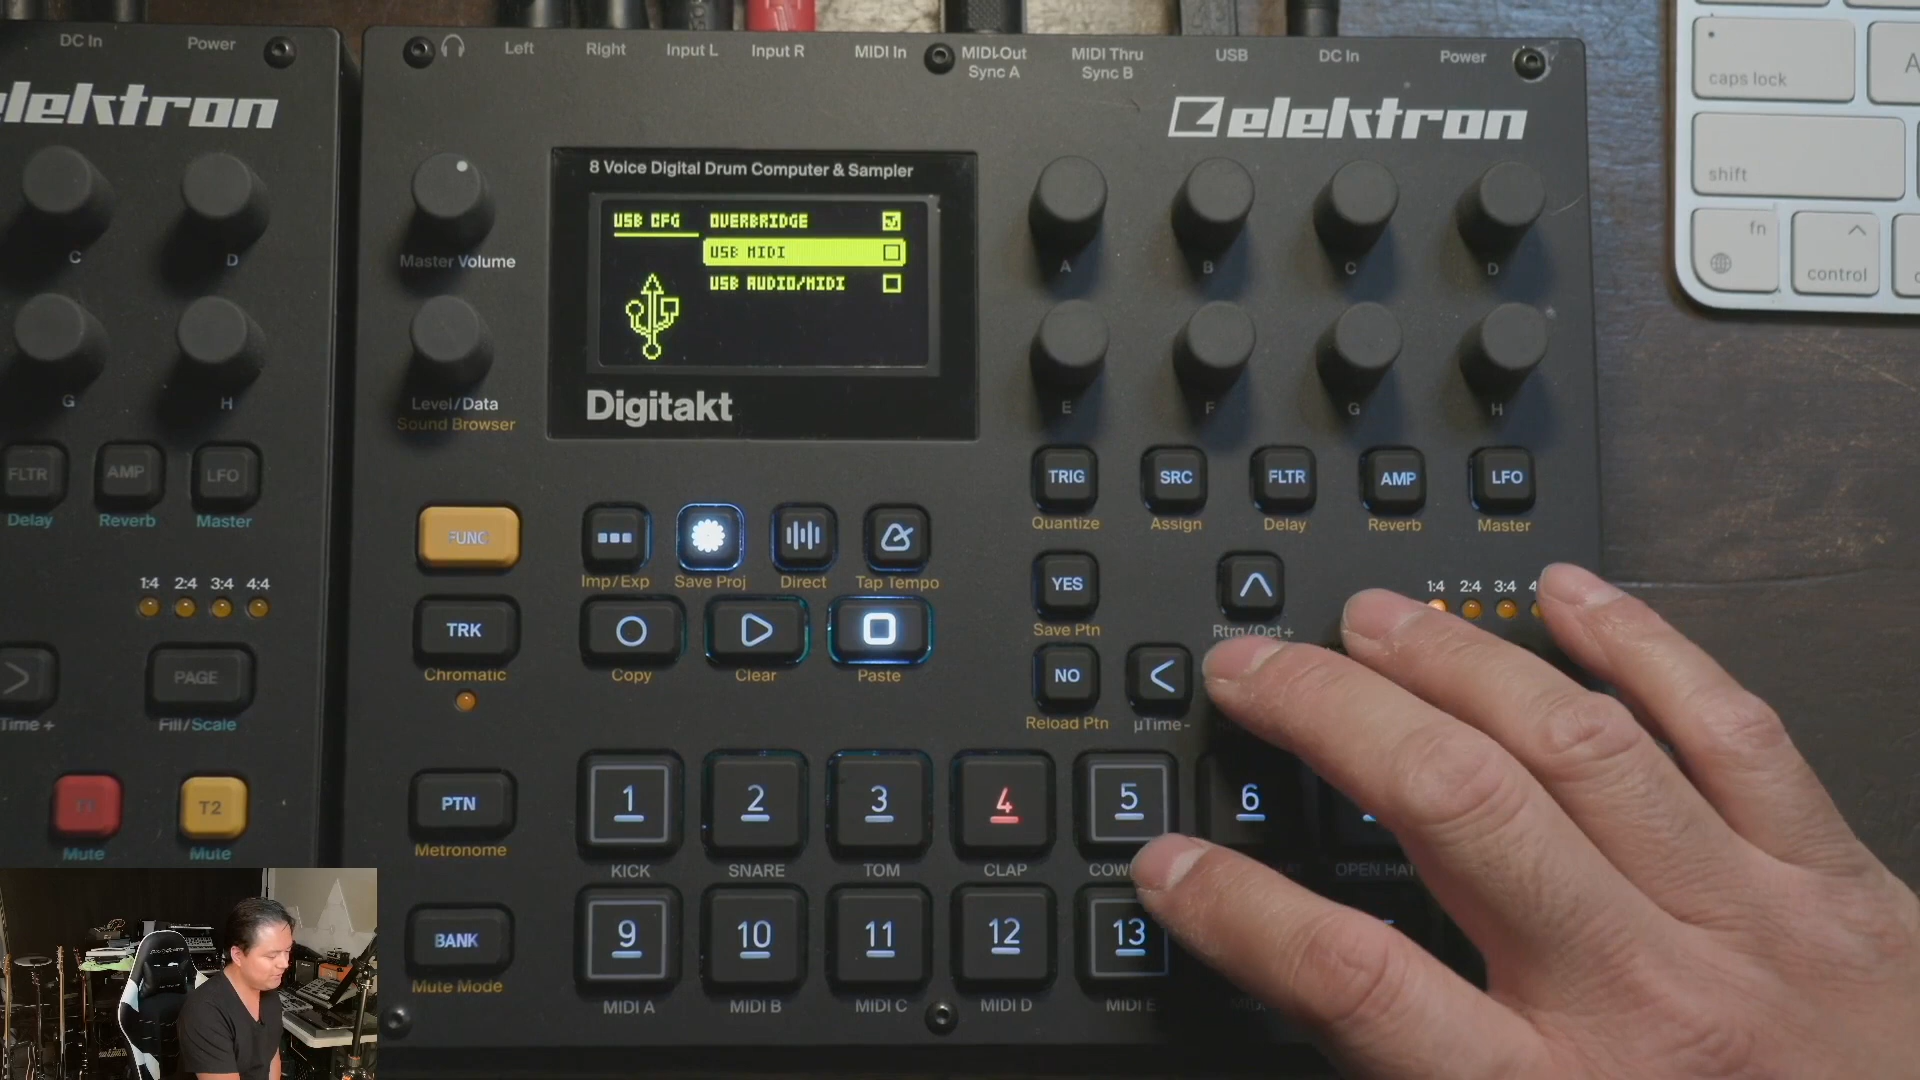 DC In
Power
elektron
C
D
G
H
FLTR
AMP
LFO
Delay
Reverb
Master
1:4 2:4 3:4 4:4
PAGE
Time +
Fill/Scale
T1
T2
Mute
Mute
Left
Right
Input L
Input R
MIDI In
MIDI Out
Sync A
MIDI Thru
Sync B
USB
DC In
Power
elektron
8 Voice Digital Drum Computer & Sampler
USB CFG
OVERBRIDGE
USB MIDI
USB AUDIO/MIDI
Digitakt
Master Volume
Level/Data
Sound Browser
A
B
C
D
E
F
G
H
TRIG
SRC
FLTR
AMP
LFO
Quantize
Assign
Delay
Reverb
Master
FUNC
Imp/Exp
Save Proj
Direct
Tap Tempo
TRK
Chromatic
Copy
Clear
Paste
YES
Save Ptn
NO
Reload Ptn
Rtrg/Oct+
µTime-
1:4 2:4 3:4
PTN
Metronome
BANK
Mute Mode
1
2
3
4
5
6
KICK
SNARE
TOM
CLAP
OPEN HAT
9
10
11
12
13
MIDI A
MIDI B
MIDI C
MIDI D
MIDI E
caps lock
A
shift
fn
control